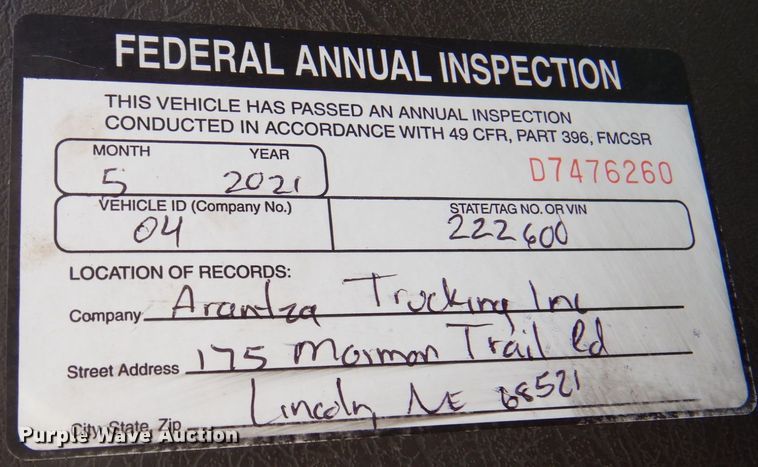 FEDERAL ANNUAL INSPECTION
THIS VEHICLE HAS PASSED AN ANNUAL INSPECTION
CONDUCTED IN ACCORDANCE WITH 49 CFR, PART 396, FMCSR
MONTH YEAR
5 2021
D7476260
VEHICLE ID (Company No.) STATE/TAG NO. OR VIN
04 222600
LOCATION OF RECORDS:
Company Arantza Trucking Inc
Street Address 175 Mormon Trail Rd
City, State, Zip Lincoln, NE 68521
Purple Wave Auction